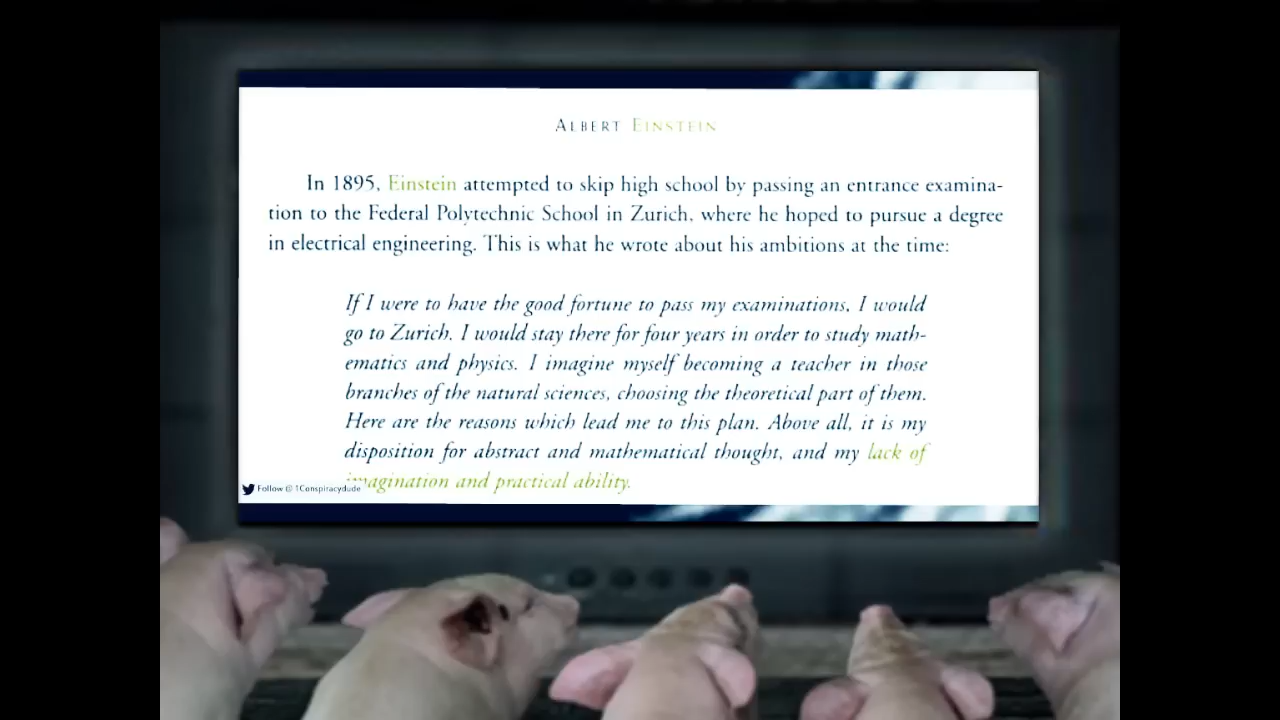 ALBERT EINSTEIN
In 1895, Einstein attempted to skip high school by passing an entrance examina-
tion to the Federal Polytechnic School in Zurich, where he hoped to pursue a degree
in electrical engineering. This is what he wrote about his ambitions at the time:
If I were to have the good fortune to pass my examinations, I would
go to Zurich. I would stay there for four years in order to study math-
ematics and physics. I imagine myself becoming a teacher in those
branches of the natural sciences, choosing the theoretical part of them.
Here are the reasons which lead me to this plan. Above all, it is my
disposition for abstract and mathematical thought, and my lack of
imagination and practical ability.
Follow @ 1Conspiracydude